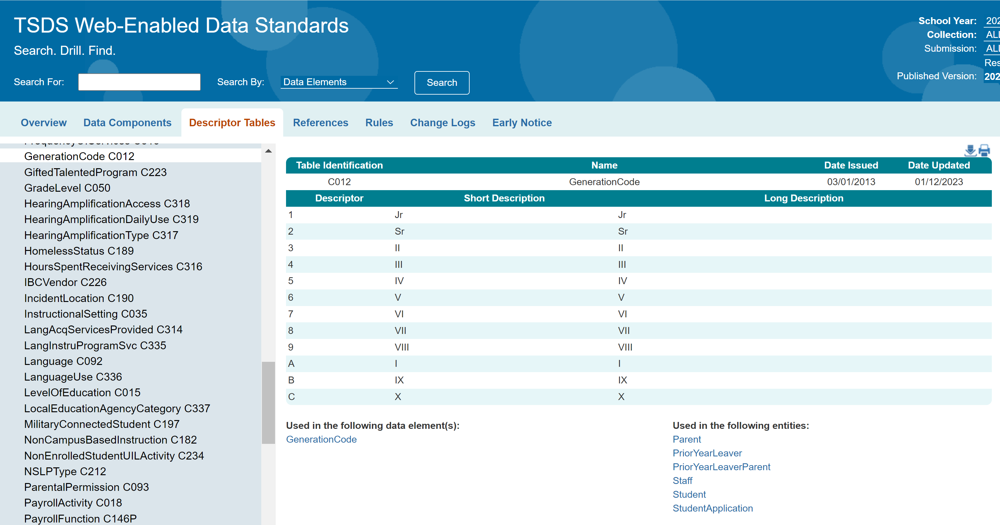 TSDS Web-Enabled Data Standards
Search. Drill. Find.
Search For:
Search By: Data Elements
Search
School Year: 202
Collection: ALL
Submission: ALL
Res
Published Version: 202
Overview Data Components Descriptor Tables References Rules Change Logs Early Notice
GenerationCode C012
GiftedTalentedProgram C223
GradeLevel C050
HearingAmplificationAccess C318
HearingAmplificationDailyUse C319
HearingAmplificationType C317
HomelessStatus C189
HoursSpentReceivingServices C316
IBCVendor C226
IncidentLocation C190
InstructionalSetting C035
LangAcqServicesProvided C314
LangInstruProgramSvc C335
Language C092
LanguageUse C336
LevelOfEducation C015
LocalEducationAgencyCategory C337
MilitaryConnectedStudent C197
NonCampusBasedInstruction C182
NonEnrolledStudentUILActivity C234
NSLPType C212
ParentalPermission C093
PayrollActivity C018
PayrollFunction C146P
Table Identification Name Date Issued Date Updated
C012 GenerationCode 03/01/2013 01/12/2023
Descriptor Short Description Long Description
1 Jr Jr
2 Sr Sr
3 II II
4 III III
5 IV IV
6 V V
7 VI VI
8 VII VII
9 VIII VIII
A I I
B IX IX
C X X
Used in the following data element(s):
GenerationCode
Used in the following entities:
Parent
PriorYearLeaver
PriorYearLeaverParent
Staff
Student
StudentApplication